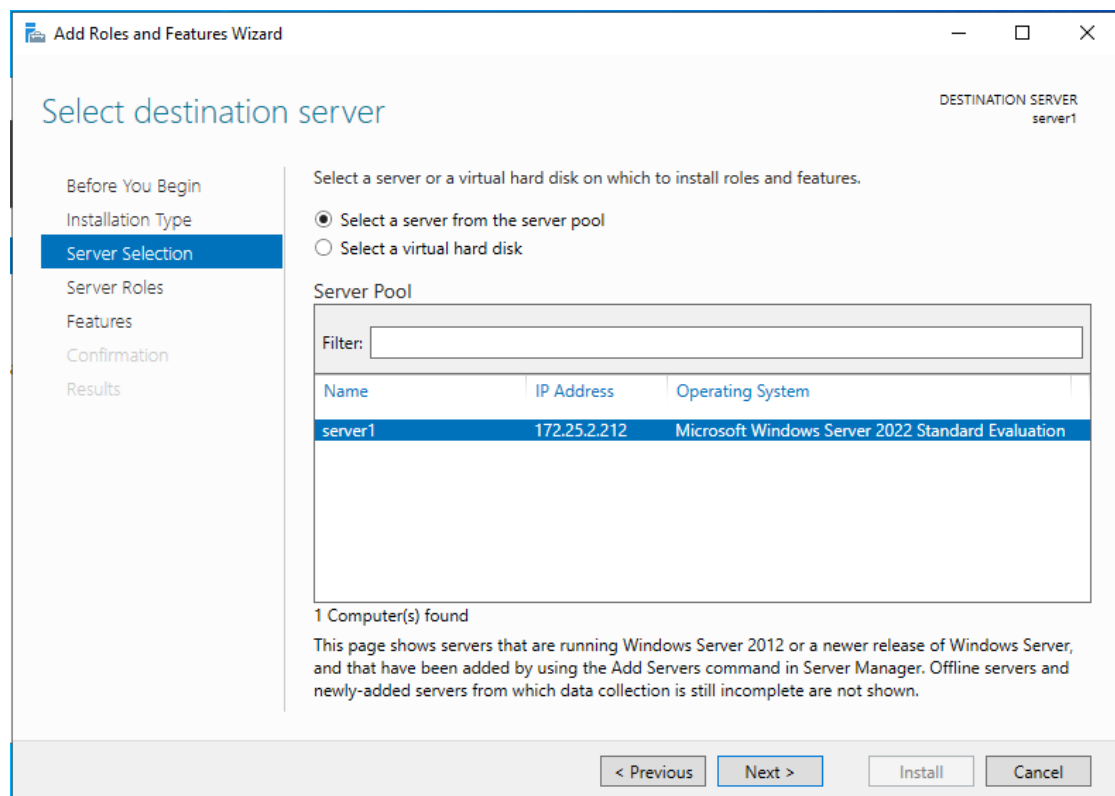 Add Roles and Features Wizard
Select destination server
DESTINATION SERVER
server1
Before You Begin
Installation Type
Server Selection
Server Roles
Features
Confirmation
Results
Select a server or a virtual hard disk on which to install roles and features.
Select a server from the server pool
Select a virtual hard disk
Server Pool
Filter:
Name IP Address Operating System
server1 172.25.2.212 Microsoft Windows Server 2022 Standard Evaluation
1 Computer(s) found
This page shows servers that are running Windows Server 2012 or a newer release of Windows Server,
and that have been added by using the Add Servers command in Server Manager. Offline servers and
newly-added servers from which data collection is still incomplete are not shown.
< Previous Next > Install Cancel